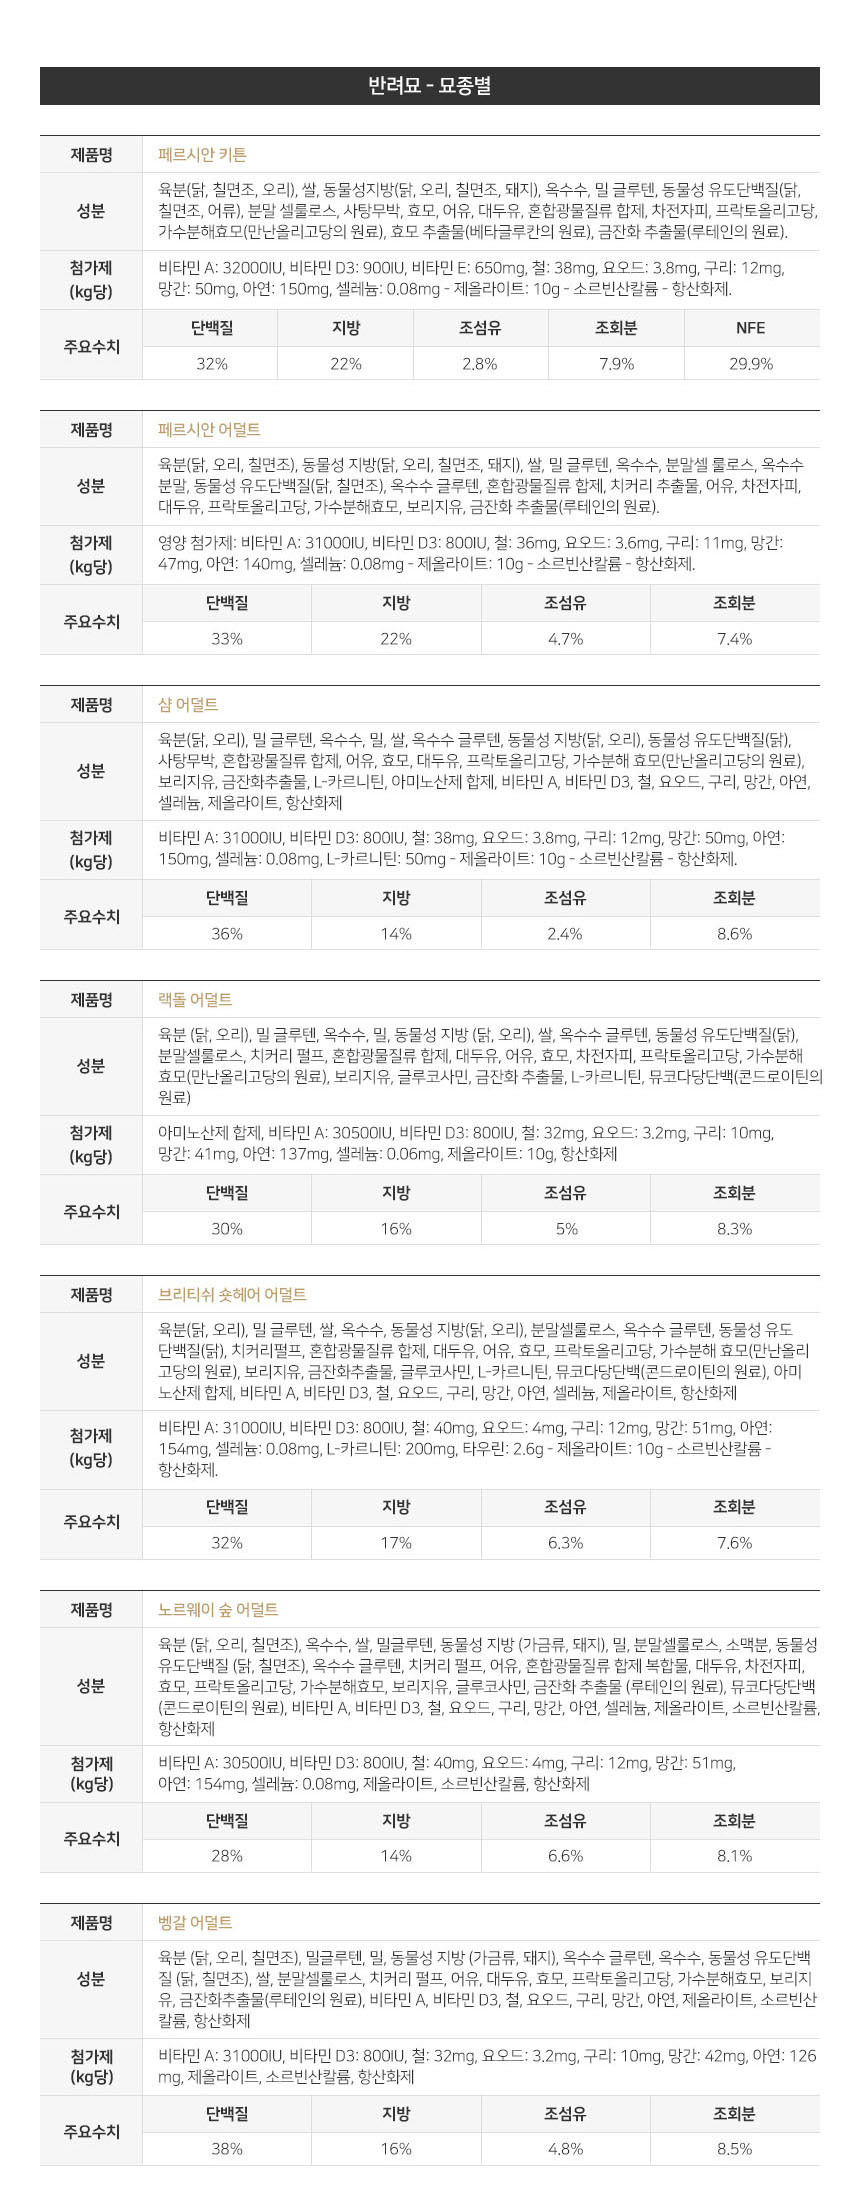 반려묘 - 묘종별
제품명 페르시안 키튼
성분 육분(닭, 칠면조, 오리), 쌀, 동물성지방(닭, 오리, 칠면조, 돼지), 옥수수, 밀 글루텐, 동물성 유도단백질(닭,
칠면조, 어류), 분말 셀룰로스, 사탕무박, 효모, 어유, 대두유, 혼합광물질류 합제, 차전자피, 프락토올리고당,
가수분해효모(만난올리고당의 원료), 효모 추출물(베타글루칸의 원료), 금잔화 추출물(루테인의 원료).
첨가제 (kg당) 비타민 A: 32000IU, 비타민 D3: 900IU, 비타민 E: 650mg, 철: 38mg, 요오드: 3.8mg, 구리: 12mg,
망간: 50mg, 아연: 150mg, 셀레늄: 0.08mg - 제올라이트: 10g - 소르빈산칼륨 - 항산화제.
주요수치 단백질 지방 조섬유 조회분 NFE
32% 22% 2.8% 7.9% 29.9%
제품명 페르시안 어덜트
성분 육분(닭, 오리, 칠면조), 동물성 지방(닭, 오리, 칠면조, 돼지), 쌀, 밀 글루텐, 옥수수, 분말셀 룰로스, 옥수수
분말, 동물성 유도단백질(닭, 칠면조), 옥수수 글루텐, 혼합광물질류 합제, 치커리 추출물, 어유, 차전자피,
대두유, 프락토올리고당, 가수분해효모, 보리지유, 금잔화 추출물(루테인의 원료).
첨가제 (kg당) 영양 첨가제: 비타민 A: 31000IU, 비타민 D3: 800IU, 철: 36mg, 요오드: 3.6mg, 구리: 11mg, 망간:
47mg, 아연: 140mg, 셀레늄: 0.08mg - 제올라이트: 10g - 소르빈산칼륨 - 항산화제.
주요수치 단백질 지방 조섬유 조회분
33% 22% 4.7% 7.4%
제품명 샴 어덜트
성분 육분(닭, 오리), 밀 글루텐, 옥수수, 밀, 쌀, 옥수수 글루텐, 동물성 지방(닭, 오리), 동물성 유도단백질(닭),
사탕무박, 혼합광물질류 합제, 어유, 효모, 대두유, 프락토올리고당, 가수분해 효모(만난올리고당의 원료),
보리지유, 금잔화추출물, L-카르니틴, 아미노산제 합제, 비타민 A, 비타민 D3, 철, 요오드, 구리, 망간, 아연,
셀레늄, 제올라이트, 항산화제
첨가제 (kg당) 비타민 A: 31000IU, 비타민 D3: 800IU, 철: 38mg, 요오드: 3.8mg, 구리: 12mg, 망간: 50mg, 아연:
150mg, 셀레늄: 0.08mg, L-카르니틴: 50mg - 제올라이트: 10g - 소르빈산칼륨 - 항산화제.
주요수치 단백질 지방 조섬유 조회분
36% 14% 2.4% 8.6%
제품명 랙돌 어덜트
성분 육분 (닭, 오리), 밀 글루텐, 옥수수, 밀, 동물성 지방 (닭, 오리), 쌀, 옥수수 글루텐, 동물성 유도단백질(닭),
분말셀룰로스, 치커리 펄프, 혼합광물질류 합제, 대두유, 어유, 효모, 차전자피, 프락토올리고당, 가수분해
효모(만난올리고당의 원료), 보리지유, 글루코사민, 금잔화 추출물, L-카르니틴, 뮤코다당단백(콘드로이틴의
원료)
첨가제 (kg당) 아미노산제 합제, 비타민 A: 30500IU, 비타민 D3: 800IU, 철: 32mg, 요오드: 3.2mg, 구리: 10mg,
망간: 41mg, 아연: 137mg, 셀레늄: 0.06mg, 제올라이트: 10g, 항산화제
주요수치 단백질 지방 조섬유 조회분
30% 16% 5% 8.3%
제품명 브리티쉬 숏헤어 어덜트
성분 육분(닭, 오리), 밀 글루텐, 쌀, 옥수수, 동물성 지방(닭, 오리), 분말셀룰로스, 옥수수 글루텐, 동물성 유도
단백질(닭), 치커리펄프, 혼합광물질류 합제, 대두유, 어유, 효모, 프락토올리고당, 가수분해 효모(만난올리
고당의 원료), 보리지유, 금잔화추출물, 글루코사민, L-카르니틴, 뮤코다당단백(콘드로이틴의 원료), 아미
노산제 합제, 비타민 A, 비타민 D3, 철, 요오드, 구리, 망간, 아연, 셀레늄, 제올라이트, 항산화제
첨가제 (kg당) 비타민 A: 31000IU, 비타민 D3: 800IU, 철: 40mg, 요오드: 4mg, 구리: 12mg, 망간: 51mg, 아연:
154mg, 셀레늄: 0.08mg, L-카르니틴: 200mg, 타우린: 2.6g - 제올라이트: 10g - 소르빈산칼륨 -
항산화제.
주요수치 단백질 지방 조섬유 조회분
32% 17% 6.3% 7.6%
제품명 노르웨이 숲 어덜트
성분 육분 (닭, 오리, 칠면조), 옥수수, 쌀, 밀글루텐, 동물성 지방 (가금류, 돼지), 밀, 분말셀룰로스, 소맥분, 동물성
유도단백질 (닭, 칠면조), 옥수수 글루텐, 치커리 펄프, 어유, 혼합광물질류 합제 복합물, 대두유, 차전자피,
효모, 프락토올리고당, 가수분해효모, 보리지유, 글루코사민, 금잔화 추출물 (루테인의 원료), 뮤코다당단백
(콘드로이틴의 원료), 비타민 A, 비타민 D3, 철, 요오드, 구리, 망간, 아연, 셀레늄, 제올라이트, 소르빈산칼륨,
항산화제
첨가제 (kg당) 비타민 A: 30500IU, 비타민 D3: 800IU, 철: 40mg, 요오드: 4mg, 구리: 12mg, 망간: 51mg,
아연: 154mg, 셀레늄: 0.08mg, 제올라이트, 소르빈산칼륨, 항산화제
주요수치 단백질 지방 조섬유 조회분
28% 14% 6.6% 8.1%
제품명 벵갈 어덜트
성분 육분 (닭, 오리, 칠면조), 밀글루텐, 밀, 동물성 지방 (가금류, 돼지), 옥수수 글루텐, 옥수수, 동물성 유도단백
질 (닭, 칠면조), 쌀, 분말셀룰로스, 치커리 펄프, 어유, 대두유, 효모, 프락토올리고당, 가수분해효모, 보리지
유, 금잔화추출물(루테인의 원료), 비타민 A, 비타민 D3, 철, 요오드, 구리, 망간, 아연, 제올라이트, 소르빈산
칼륨, 항산화제
첨가제 (kg당) 비타민 A: 31000IU, 비타민 D3: 800IU, 철: 32mg, 요오드: 3.2mg, 구리: 10mg, 망간: 42mg, 아연: 126
mg, 제올라이트, 소르빈산칼륨, 항산화제
주요수치 단백질 지방 조섬유 조회분
38% 16% 4.8% 8.5%